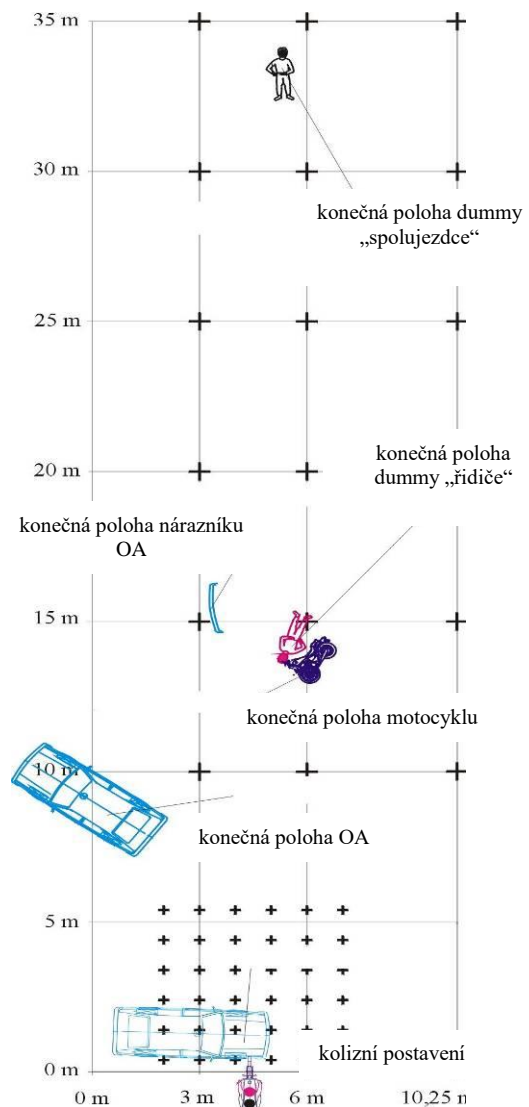 35 m
30 m
konečná poloha dummy
„spolujezdce“
25 m
20 m
konečná poloha
dummy „řidiče“
konečná poloha nárazníku
OA
15 m
konečná poloha motocyklu
10 m
konečná poloha OA
5 m
kolizní postavení
0 m
0 m
3 m
6 m
10,25 m